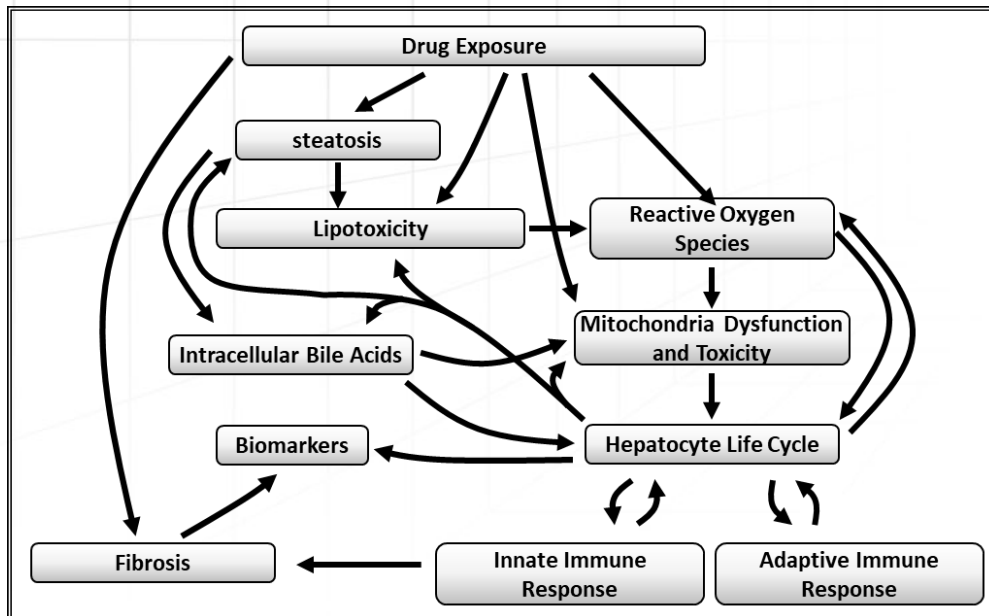 Drug Exposure
steatosis
Lipotoxicity
Reactive Oxygen
Species
Mitochondria Dysfunction
and Toxicity
Intracellular Bile Acids
Biomarkers
Hepatocyte Life Cycle
Fibrosis
Innate Immune
Response
Adaptive Immune
Response